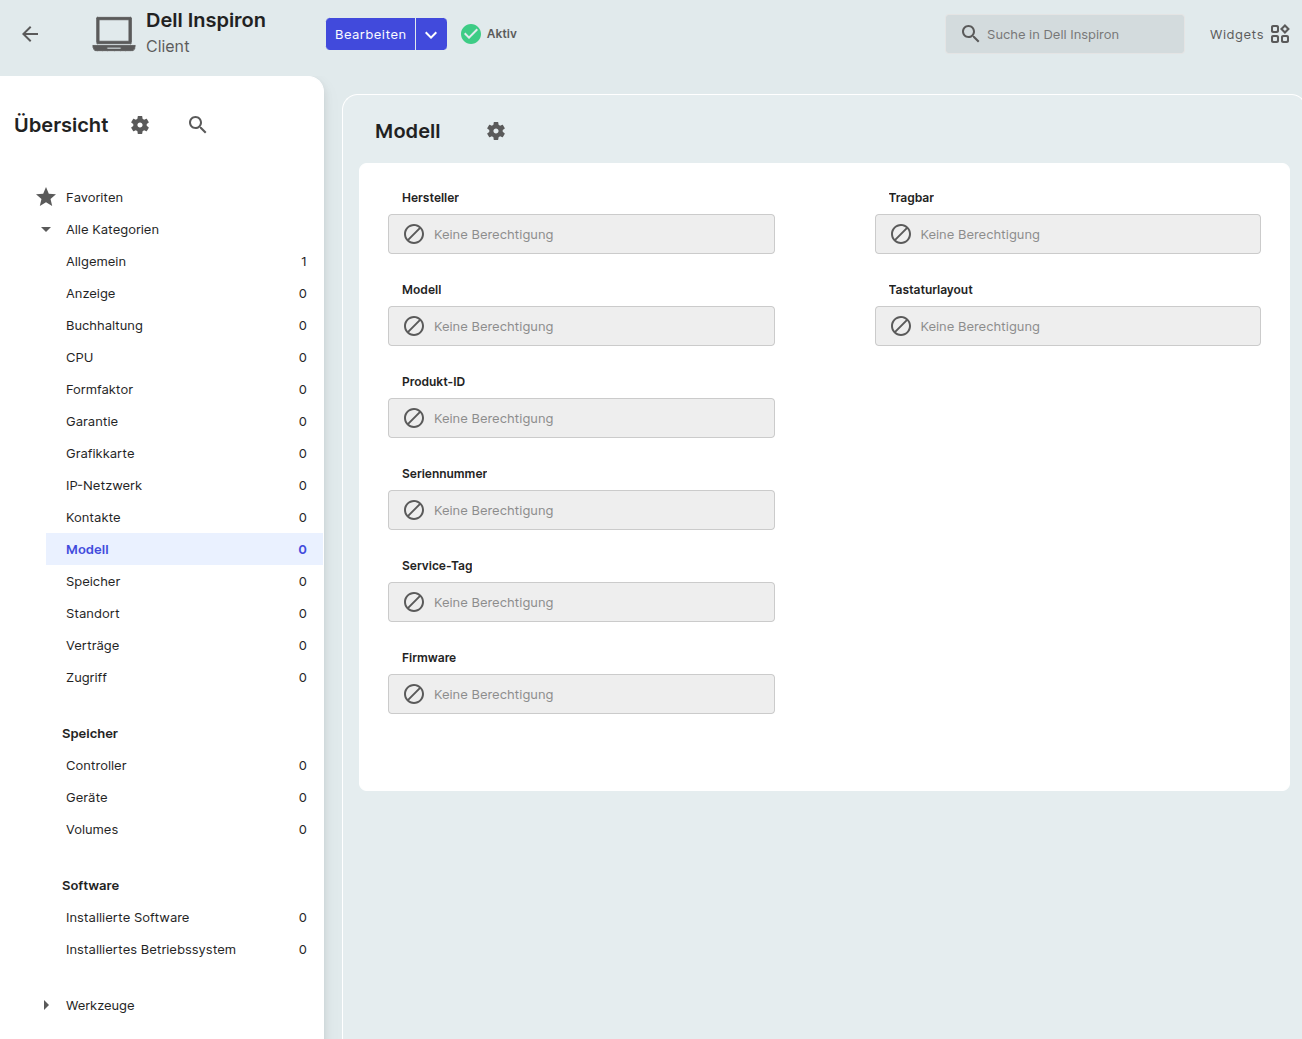 Dell Inspiron
Client
Bearbeiten
Aktiv
Suche in Dell Inspiron
Widgets
Übersicht
Favoriten
Alle Kategorien
Allgemein 1
Anzeige 0
Buchhaltung 0
CPU 0
Formfaktor 0
Garantie 0
Grafikkarte 0
IP-Netzwerk 0
Kontakte 0
Modell 0
Speicher 0
Standort 0
Verträge 0
Zugriff 0
Speicher
Controller 0
Geräte 0
Volumes 0
Software
Installierte Software 0
Installiertes Betriebssystem 0
Werkzeuge
Modell
Hersteller
Keine Berechtigung
Modell
Keine Berechtigung
Produkt-ID
Keine Berechtigung
Seriennummer
Keine Berechtigung
Service-Tag
Keine Berechtigung
Firmware
Keine Berechtigung
Tragbar
Keine Berechtigung
Tastaturlayout
Keine Berechtigung